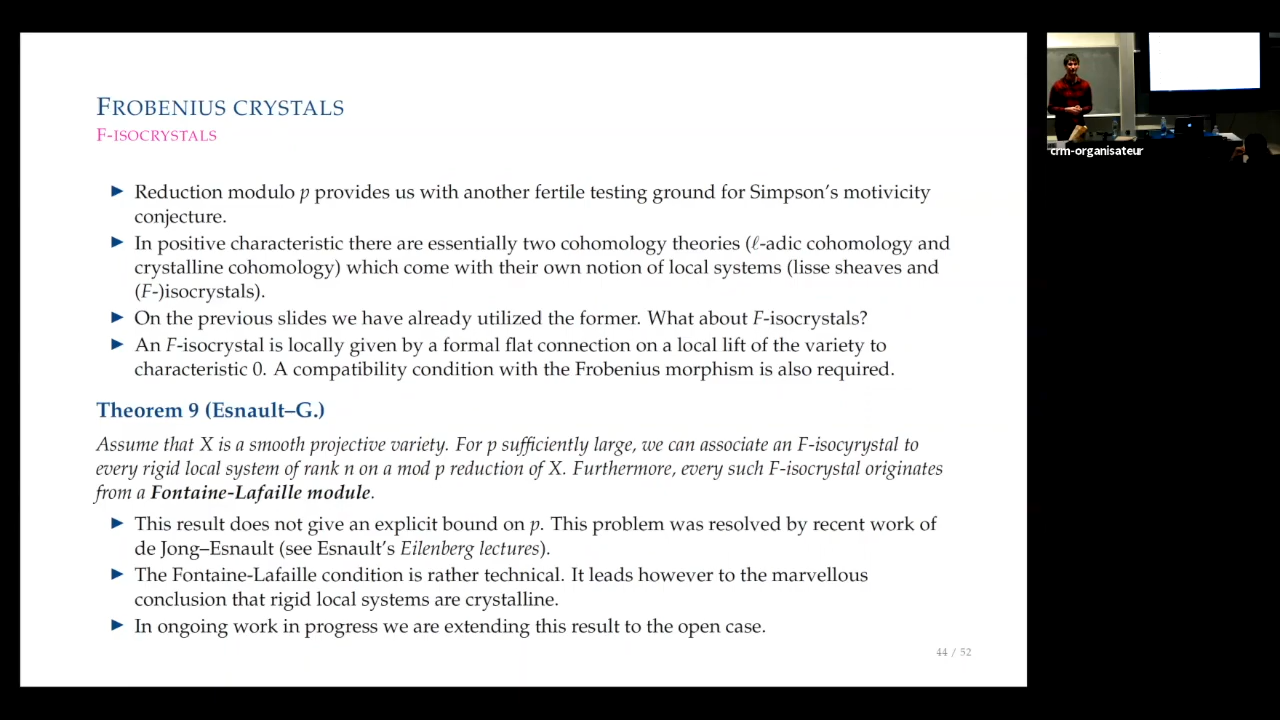 FROBENIUS CRYSTALS
F-ISOCRYSTALS
▶ Reduction modulo p provides us with another fertile testing ground for Simpson's motivicity
conjecture.
▶ In positive characteristic there are essentially two cohomology theories (ℓ-adic cohomology and
crystalline cohomology) which come with their own notion of local systems (lisse sheaves and
(F-)isocrystals).
▶ On the previous slides we have already utilized the former. What about F-isocrystals?
▶ An F-isocrystal is locally given by a formal flat connection on a local lift of the variety to
characteristic 0. A compatibility condition with the Frobenius morphism is also required.
Theorem 9 (Esnault–G.)
Assume that X is a smooth projective variety. For p sufficiently large, we can associate an F-isocyrystal to
every rigid local system of rank n on a mod p reduction of X. Furthermore, every such F-isocrystal originates
from a Fontaine-Lafaille module.
▶ This result does not give an explicit bound on p. This problem was resolved by recent work of
de Jong–Esnault (see Esnault's Eilenberg lectures).
▶ The Fontaine-Lafaille condition is rather technical. It leads however to the marvellous
conclusion that rigid local systems are crystalline.
▶ In ongoing work in progress we are extending this result to the open case.
44 / 52
crm-organisateur